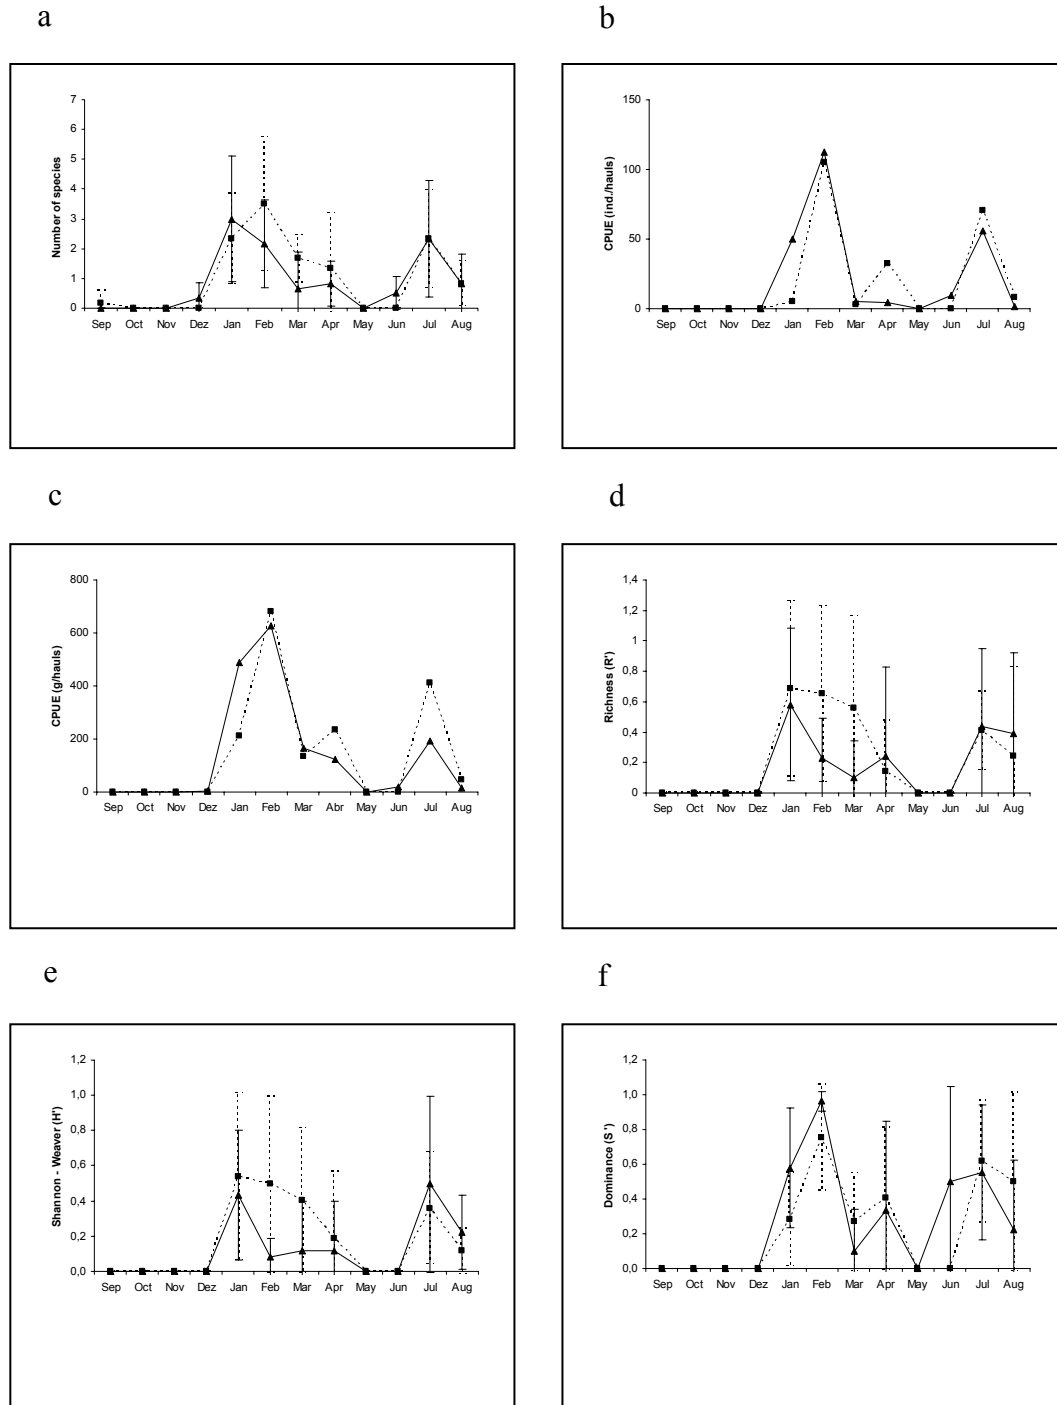 a
b
Number of species
7
6
5
4
3
2
1
0
Sep Oct Nov Dez Jan Feb Mar Apr May Jun Jul Aug
CPUE (ind./hauls)
150
100
50
0
Sep Oct Nov Dez Jan Feb Mar Apr May Jun Jul Aug
c
d
CPUE (g/hauls)
800
600
400
200
0
Sep Oct Nov Dez Jan Feb Mar Abr May Jun Jul Aug
Richness (R')
1,4
1,2
1
0,8
0,6
0,4
0,2
0
Sep Oct Nov Dez Jan Feb Mar Apr May Jun Jul Aug
e
f
Shannon - Weaver (H')
1,2
1,0
0,8
0,6
0,4
0,2
0,0
Sep Oct Nov Dez Jan Feb Mar Apr May Jun Jul Aug
Dominance (S')
1,2
1,0
0,8
0,6
0,4
0,2
0,0
Sep Oct Nov Dez Jan Feb Mar Apr May Jun Jul Aug